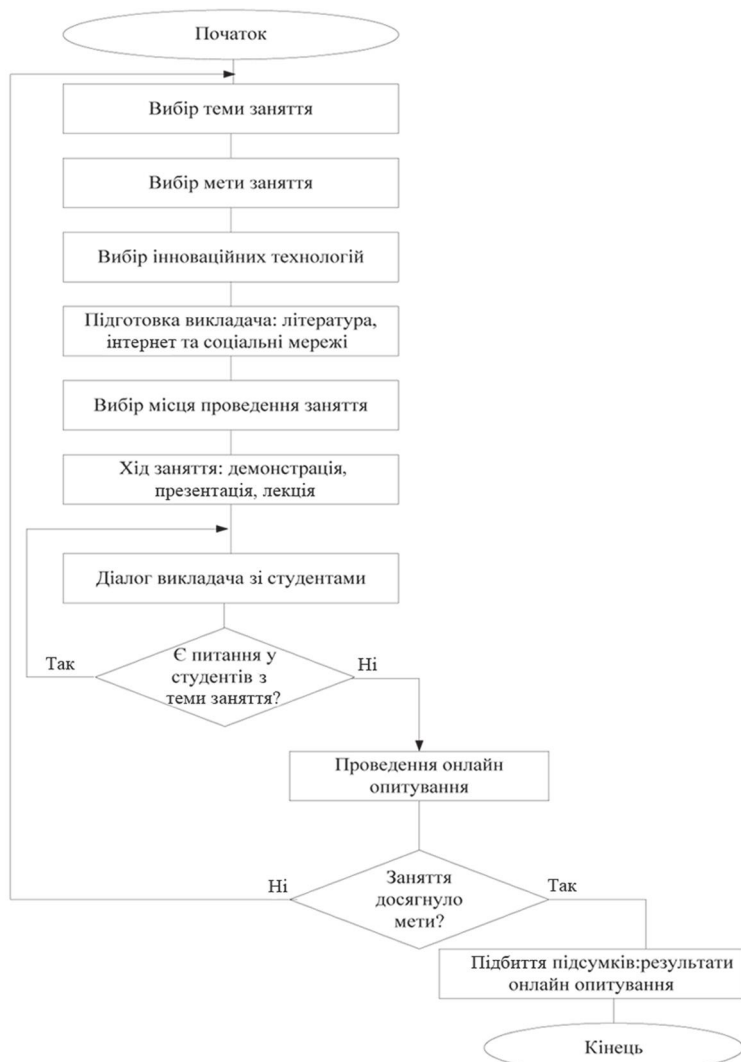 Початок
Вибір теми заняття
Вибір мети заняття
Вибір інноваційних технологій
Підготовка викладача: література,
інтернет та соціальні мережі
Вибір місця проведення заняття
Хід заняття: демонстрація,
презентація, лекція
Діалог викладача зі студентами
Так
Є питання у
студентів з
теми заняття?
Ні
Проведення онлайн
опитування
Ні
Заняття
досягнуло
мети?
Так
Підбиття підсумків:результати
онлайн опитування
Кінець